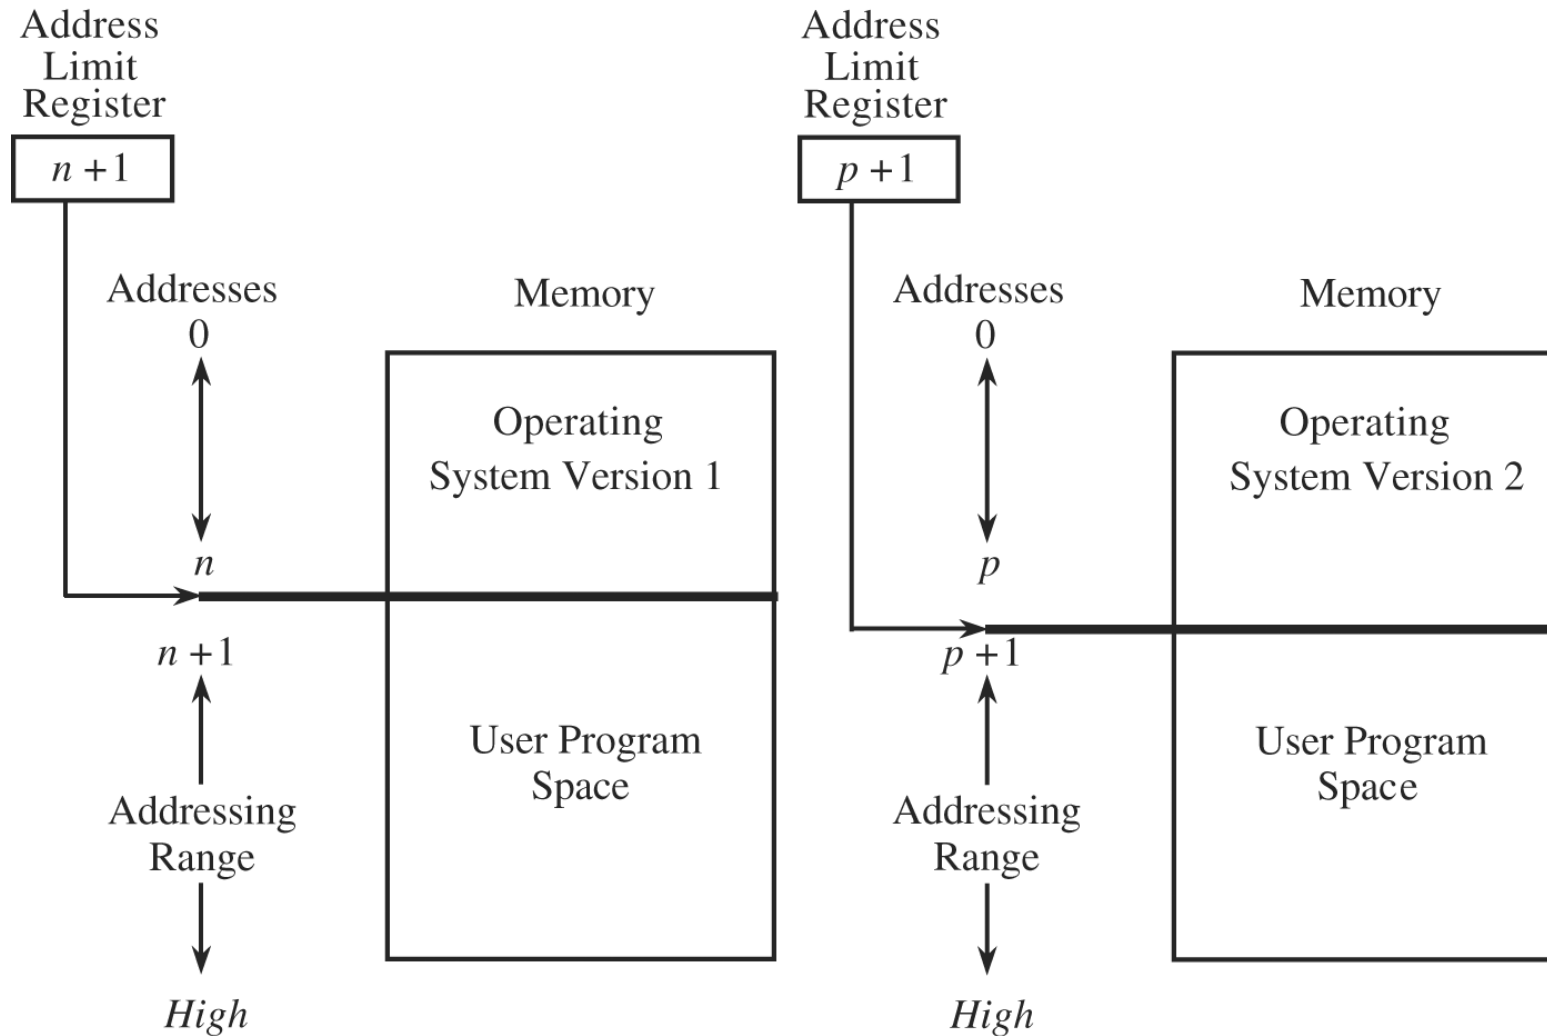 Address
Limit
Register
n + 1
Addresses
0
n
n + 1
Addressing
Range
High
Memory
Operating
System Version 1
User Program
Space
Address
Limit
Register
p + 1
Addresses
0
p
p + 1
Addressing
Range
High
Memory
Operating
System Version 2
User Program
Space